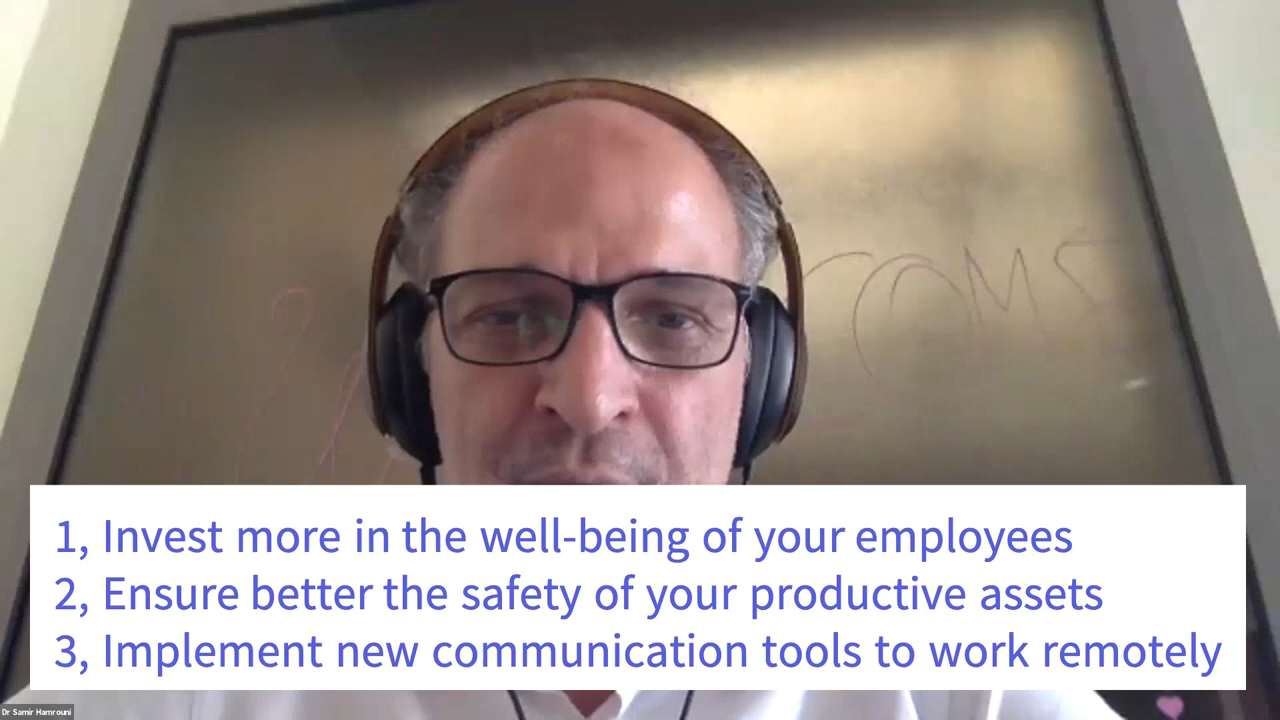 1, Invest more in the well-being of your employees
2, Ensure better the safety of your productive assets
3, Implement new communication tools to work remotely
Dr Samir Hamrouni